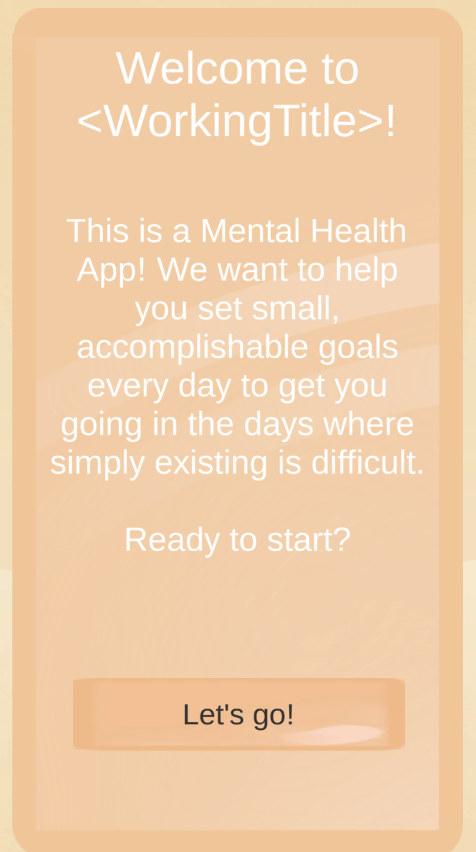 Welcome to
<WorkingTitle>!
This is a Mental Health
App! We want to help
you set small,
accomplishable goals
every day to get you
going in the days where
simply existing is difficult.
Ready to start?
Let's go!